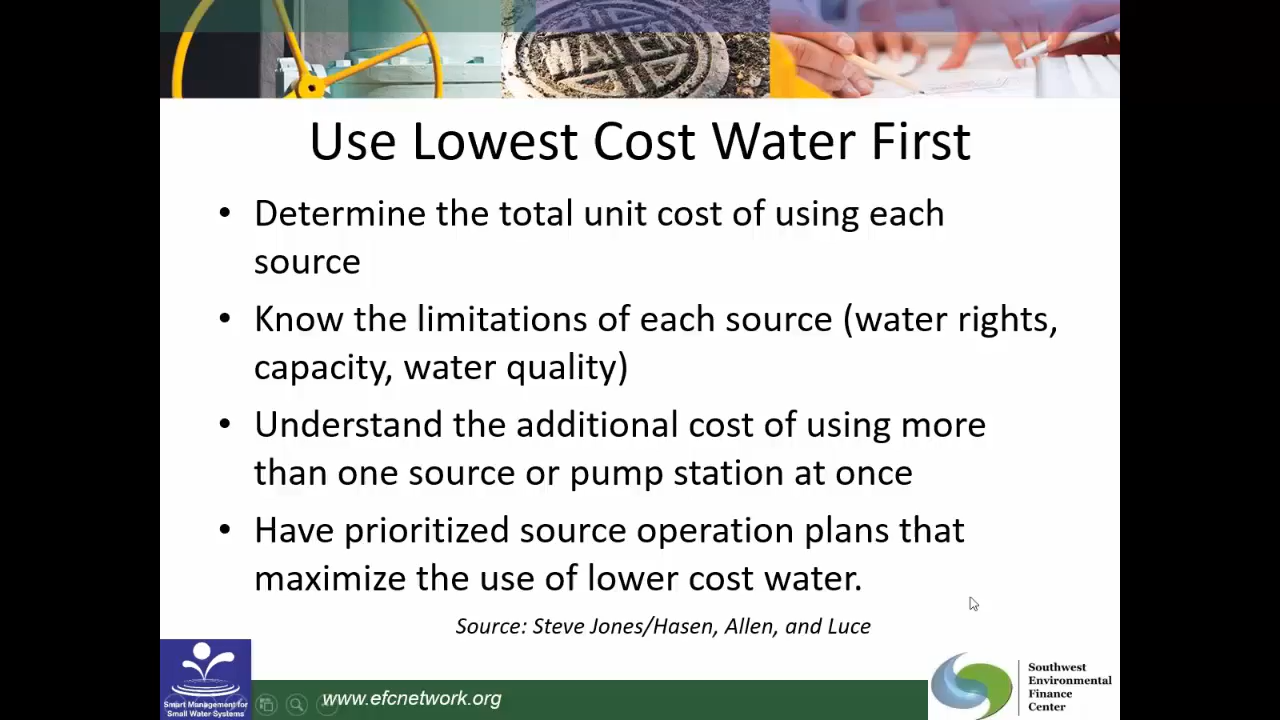 WATER
Use Lowest Cost Water First
• Determine the total unit cost of using each
source
• Know the limitations of each source (water rights,
capacity, water quality)
• Understand the additional cost of using more
than one source or pump station at once
• Have prioritized source operation plans that
maximize the use of lower cost water.
Source: Steve Jones/Hasen, Allen, and Luce
Smart Management for
Small Water Systems
www.efcnetwork.org
Southwest
Environmental
Finance
Center